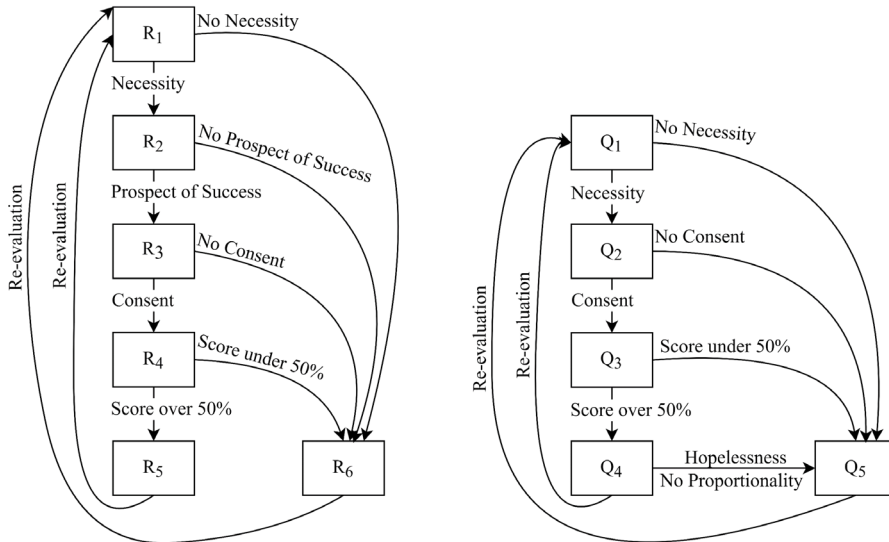 R1
No Necessity
Necessity
R2
No Prospect of Success
Prospect of Success
R3
No Consent
Consent
R4
Score under 50%
Score over 50%
R5
R6
Re-evaluation
Re-evaluation
Q1
No Necessity
Necessity
Q2
No Consent
Consent
Q3
Score under 50%
Score over 50%
Q4
Hopelessness
No Proportionality
Q5
Re-evaluation
Re-evaluation